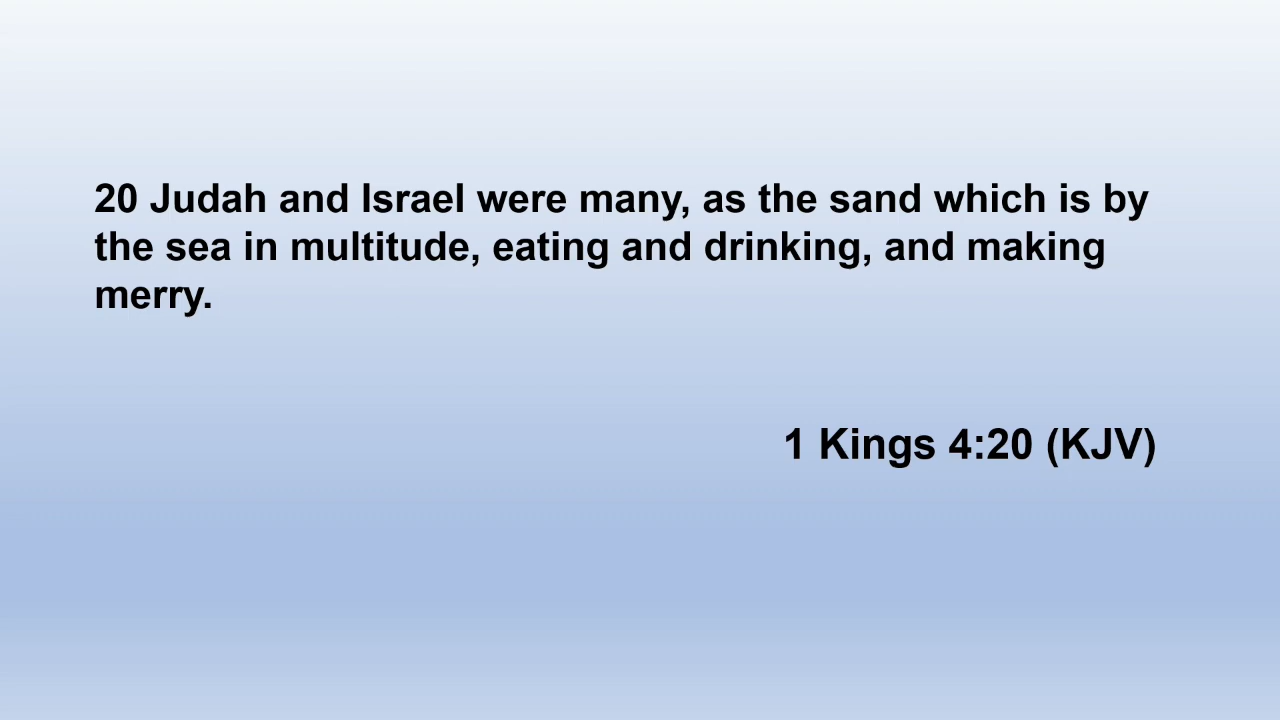 20 Judah and Israel were many, as the sand which is by
the sea in multitude, eating and drinking, and making
merry.
1 Kings 4:20 (KJV)